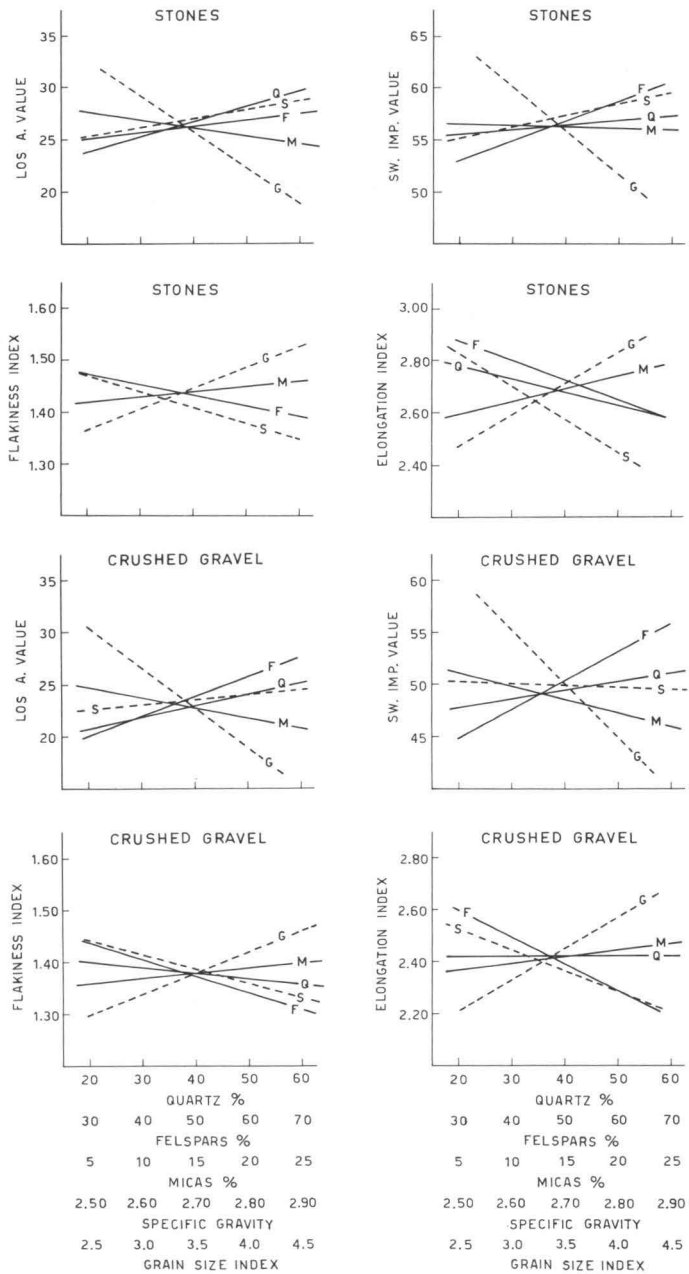 STONES
35
30
25
20
LOS A. VALUE
Q
S
F
M
G
STONES
65
60
55
50
SW. IMP. VALUE
F
S
Q
M
G
STONES
1.60
1.50
1.40
1.30
FLAKINESS INDEX
G
M
F
S
STONES
3.00
2.80
2.60
2.40
ELONGATION INDEX
F
Q
G
M
S
CRUSHED GRAVEL
35
30
25
20
LOS A. VALUE
S
F
Q
M
G
CRUSHED GRAVEL
60
55
50
45
SW. IMP. VALUE
F
Q
S
M
G
CRUSHED GRAVEL
1.60
1.50
1.40
1.30
FLAKINESS INDEX
G
M
Q
S
F
CRUSHED GRAVEL
2.80
2.60
2.40
2.20
ELONGATION INDEX
F
S
G
M
Q
20 30 40 50 60
QUARTZ %
30 40 50 60 70
FELSPARS %
5 10 15 20 25
MICAS %
2.50 2.60 2.70 2.80 2.90
SPECIFIC GRAVITY
2.5 3.0 3.5 4.0 4.5
GRAIN SIZE INDEX
20 30 40 50 60
QUARTZ %
30 40 50 60 70
FELSPARS %
5 10 15 20 25
MICAS %
2.50 2.60 2.70 2.80 2.90
SPECIFIC GRAVITY
2.5 3.0 3.5 4.0 4.5
GRAIN SIZE INDEX